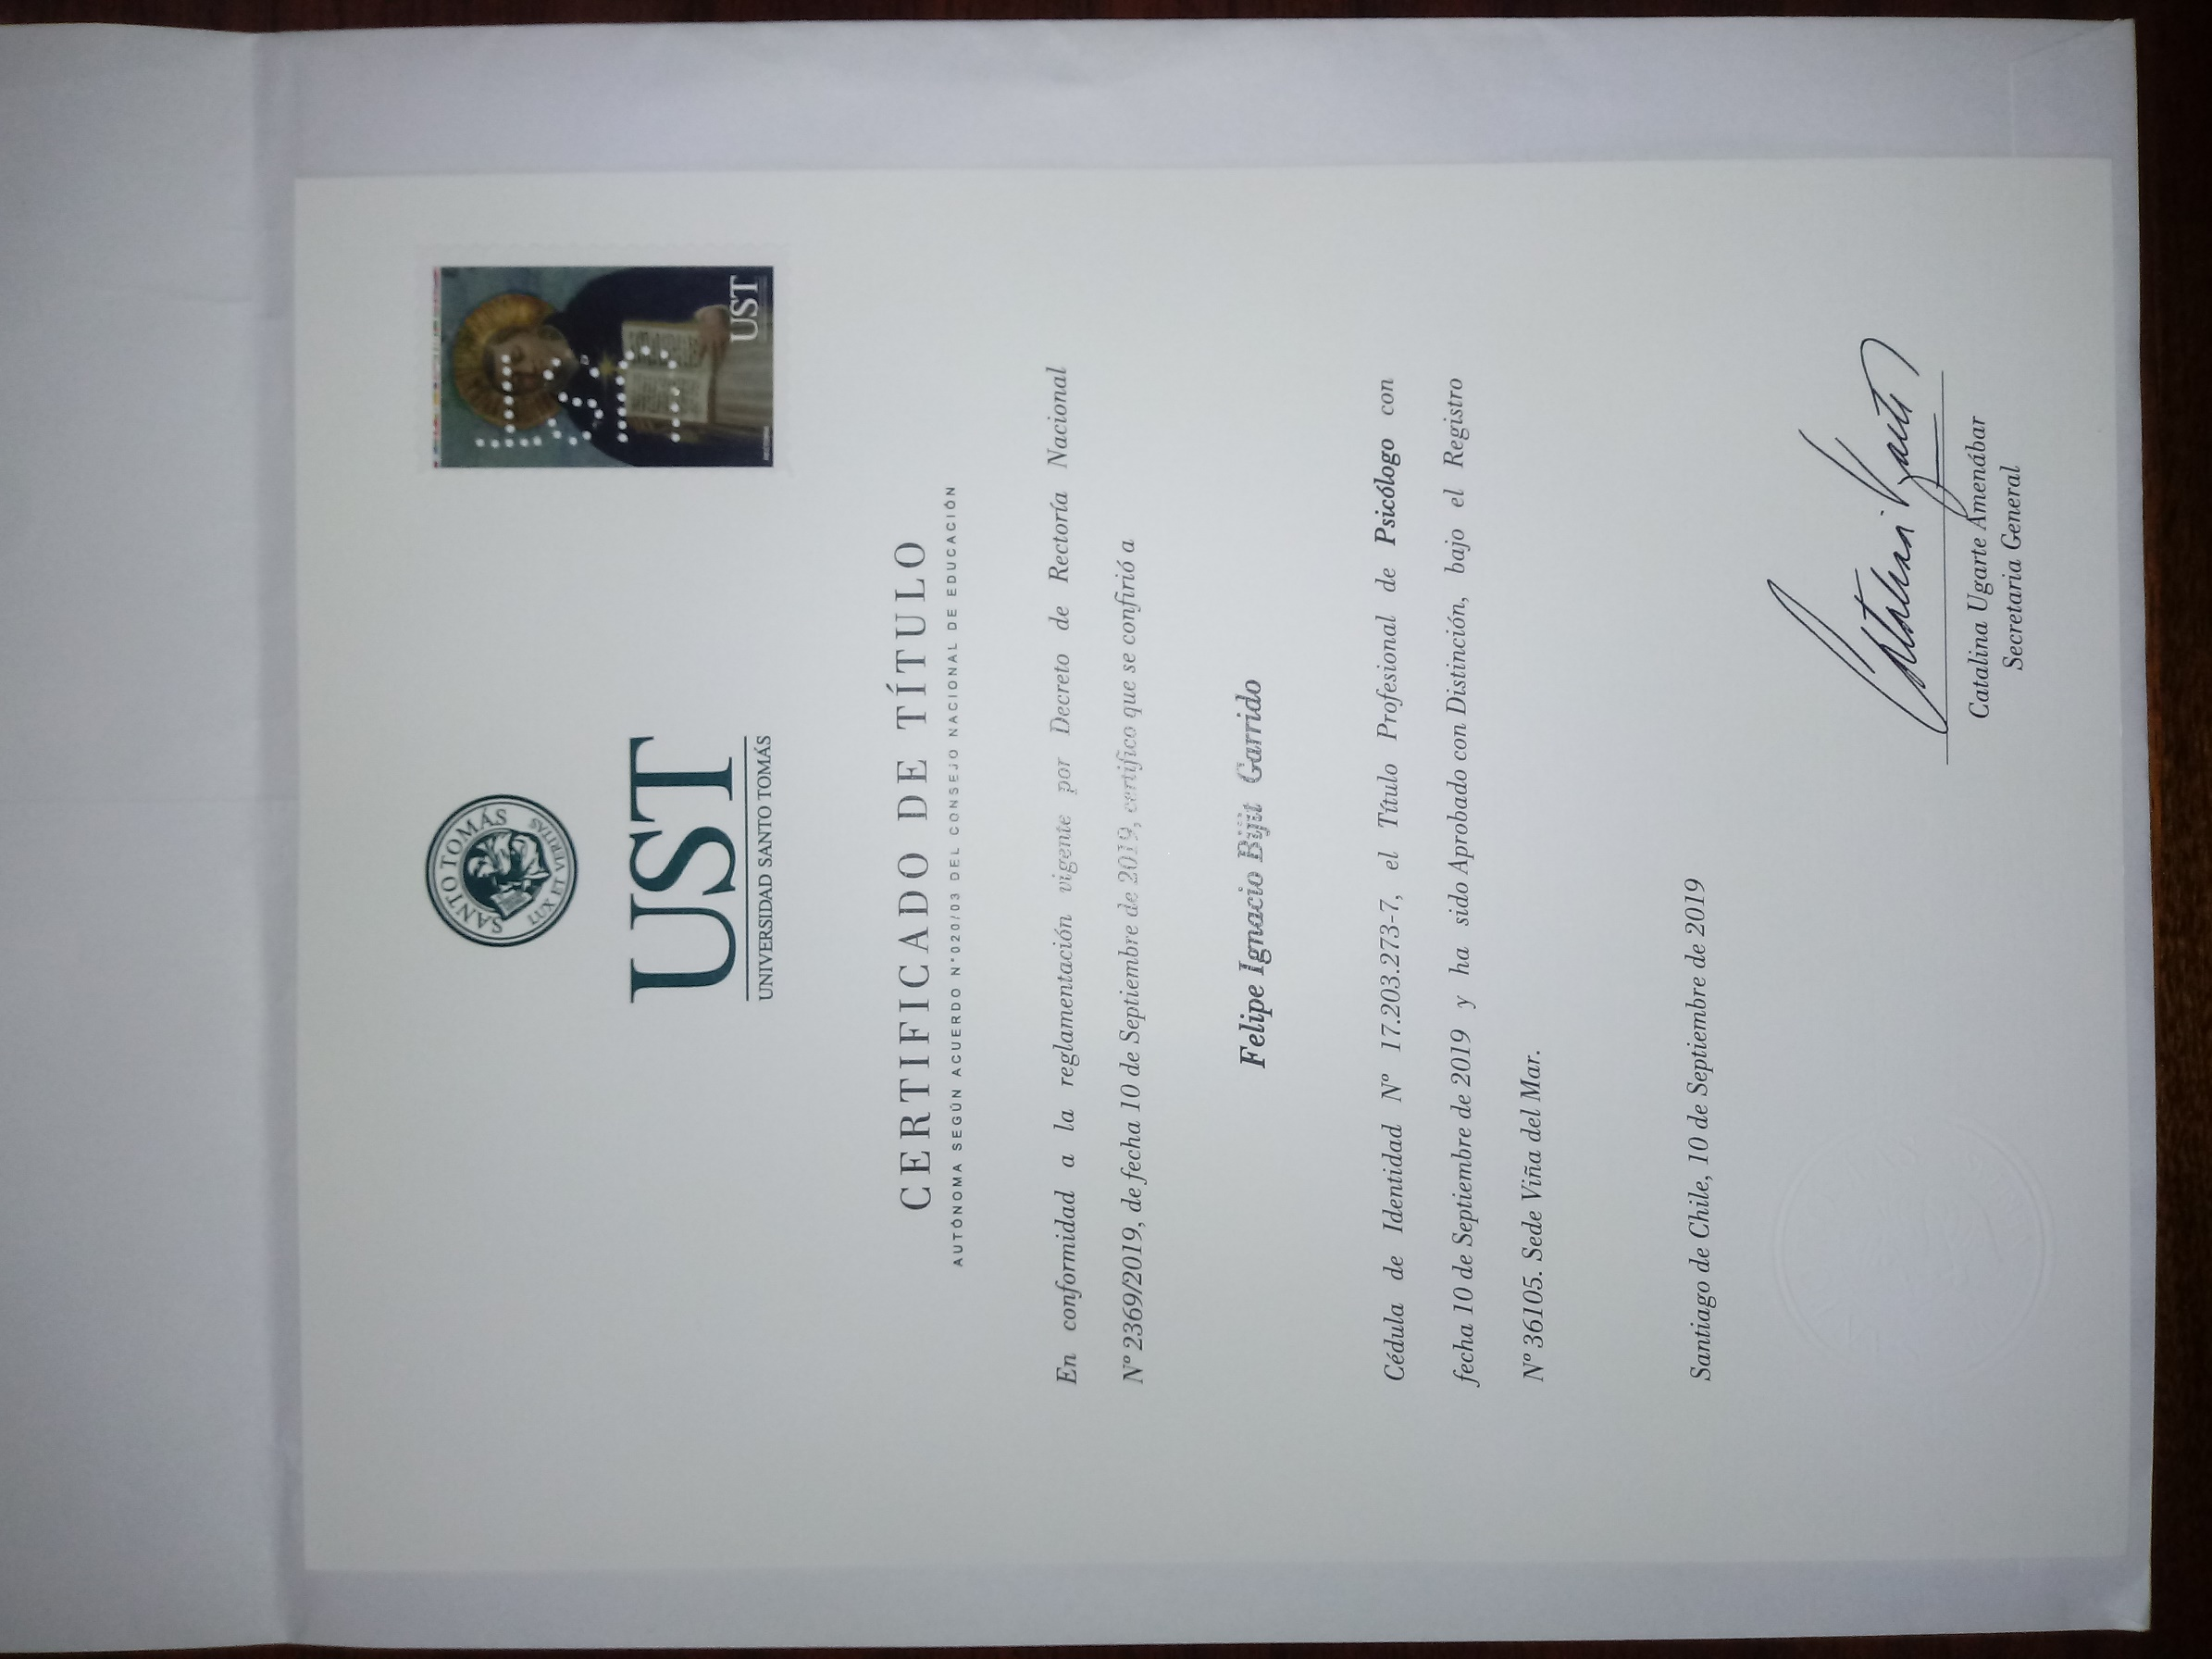 SANTO TOMÁS
LUX ET VERITAS
UST
UNIVERSIDAD SANTO TOMÁS
UST
CERTIFICADO DE TÍTULO
AUTÓNOMA SEGÚN ACUERDO N°020/03 DEL CONSEJO NACIONAL DE EDUCACIÓN
En conformidad a la reglamentación vigente por Decreto de Rectoría Nacional
Nº 2369/2019, de fecha 10 de Septiembre de 2019, certifico que se confirió a
Felipe Ignacio Bijit Garrido
Cédula de Identidad Nº 17.203.273-7, el Título Profesional de Psicólogo con
fecha 10 de Septiembre de 2019 y ha sido Aprobado con Distinción, bajo el Registro
Nº 36105. Sede Viña del Mar.
Santiago de Chile, 10 de Septiembre de 2019
Catalina Ugarte Amenábar
Secretaria General